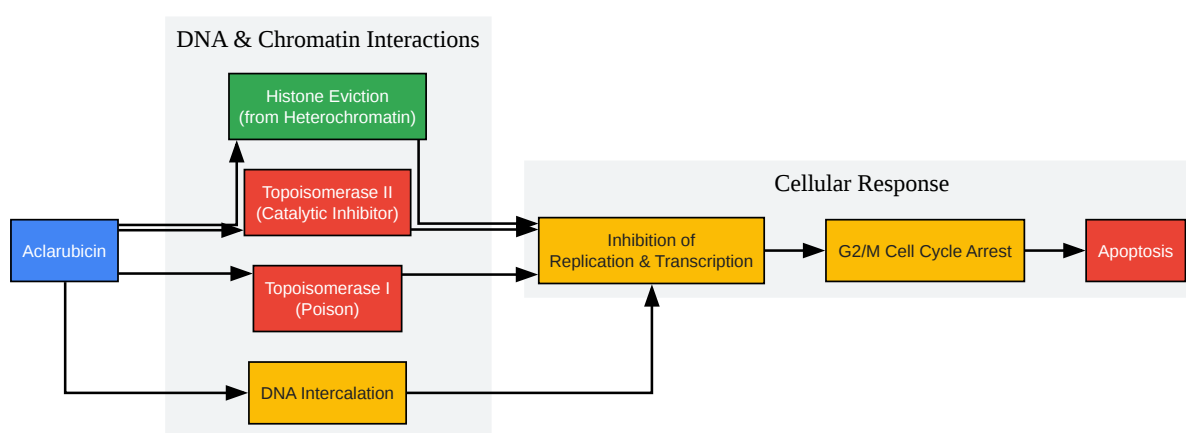 DNA & Chromatin Interactions
Histone Eviction
(from Heterochromatin)
Topoisomerase II
(Catalytic Inhibitor)
Aclarubicin
Topoisomerase I
(Poison)
DNA Intercalation
Cellular Response
Inhibition of
Replication & Transcription
G2/M Cell Cycle Arrest
Apoptosis